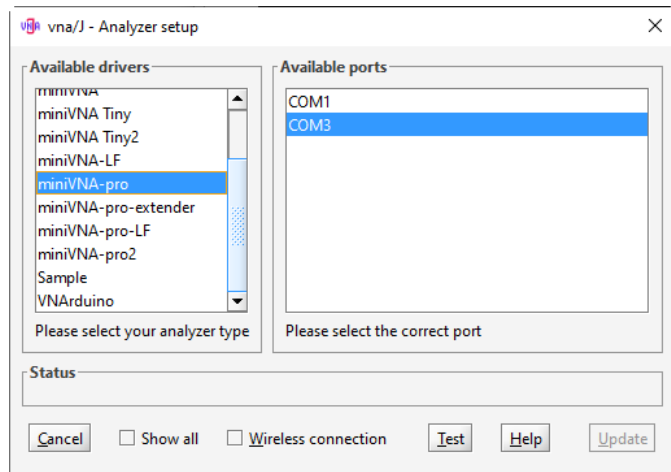 vna/J - Analyzer setup
Available drivers
miniVNA
miniVNA Tiny
miniVNA Tiny2
miniVNA-LF
miniVNA-pro
miniVNA-pro-extender
miniVNA-pro-LF
miniVNA-pro2
Sample
VNArduino
Please select your analyzer type
Available ports
COM1
COM3
Please select the correct port
Status
Cancel
Show all
Wireless connection
Test
Help
Update